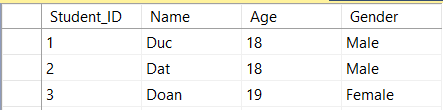 Student_ID Name Age Gender
1 Duc 18 Male
2 Dat 18 Male
3 Doan 19 Female